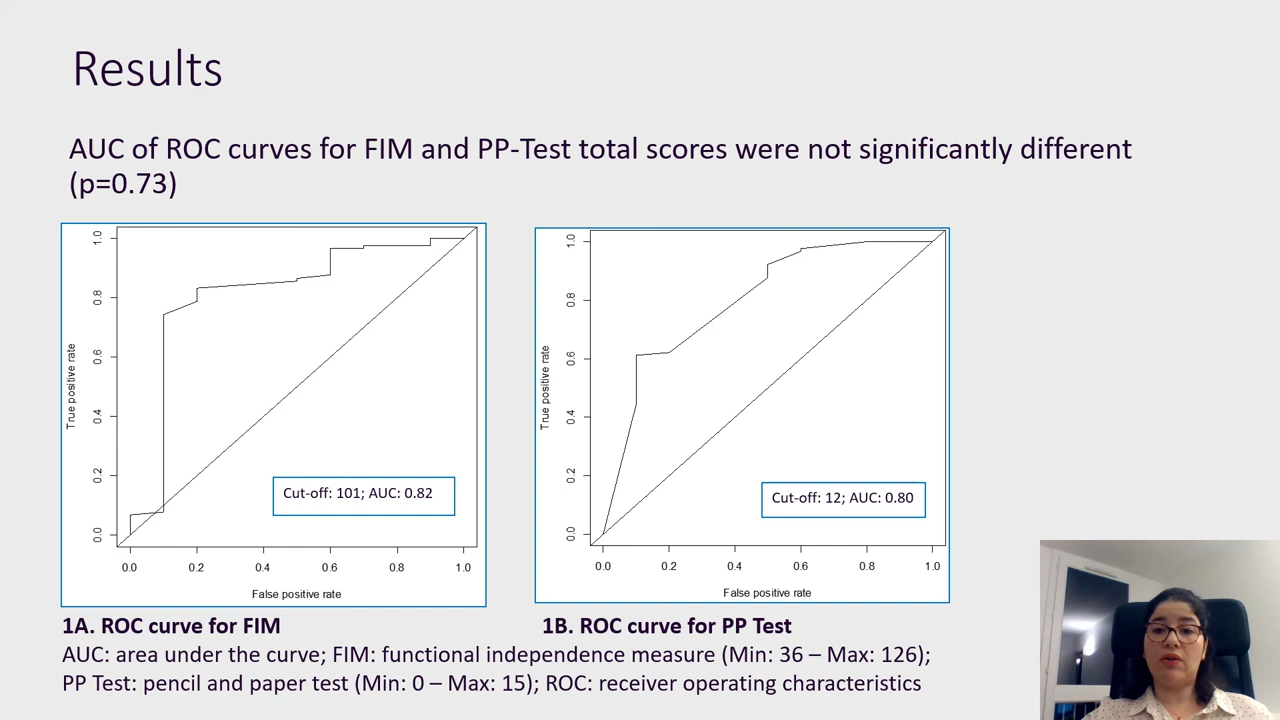 Results
AUC of ROC curves for FIM and PP-Test total scores were not significantly different
(p=0.73)
1.0
0.8
0.6
0.4
0.2
0.0
True positive rate
Cut-off: 101; AUC: 0.82
0.0 0.2 0.4 0.6 0.8 1.0
False positive rate
1.0
0.8
0.6
0.4
0.2
0.0
True positive rate
Cut-off: 12; AUC: 0.80
0.0 0.2 0.4 0.6 0.8 1.0
False positive rate
1A. ROC curve for FIM
1B. ROC curve for PP Test
AUC: area under the curve; FIM: functional independence measure (Min: 36 – Max: 126);
PP Test: pencil and paper test (Min: 0 – Max: 15); ROC: receiver operating characteristics